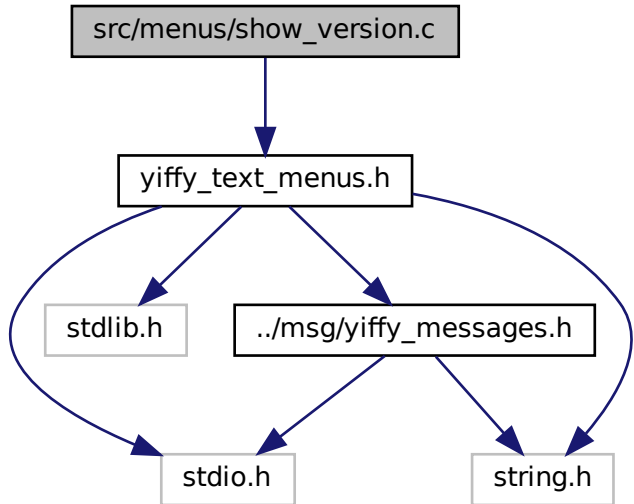 src/menus/show_version.c
yiffy_text_menus.h
stdlib.h
../msg/yiffy_messages.h
stdio.h
string.h